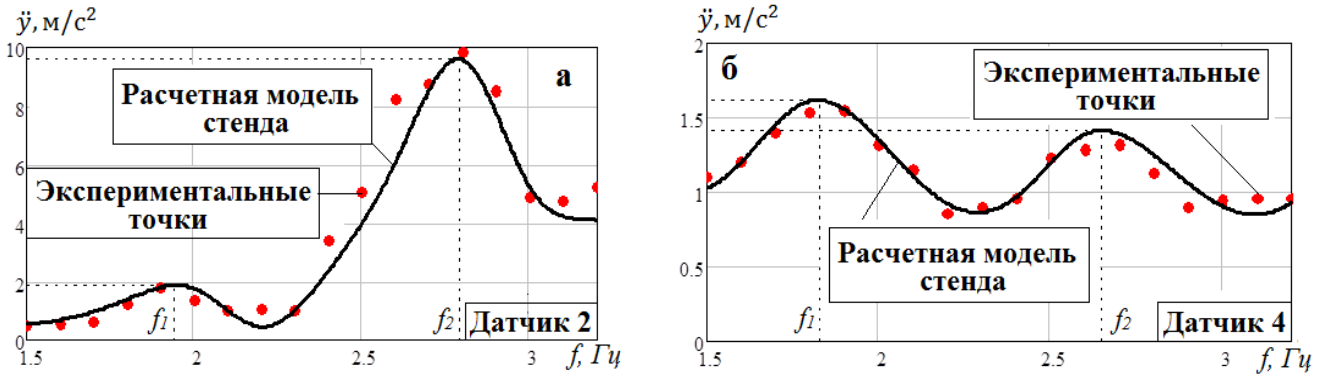 ÿ, м/с²
10
8
6
4
2
0
1.5
2
2.5
3
f, Гц
а
Расчетная модель
стенда
Экспериментальные
точки
f1
f2
Датчик 2
ÿ, м/с²
2
1.5
1
0.5
0
1.5
2
2.5
3
f, Гц
б
Экспериментальные
точки
Расчетная модель
стенда
f1
f2
Датчик 4